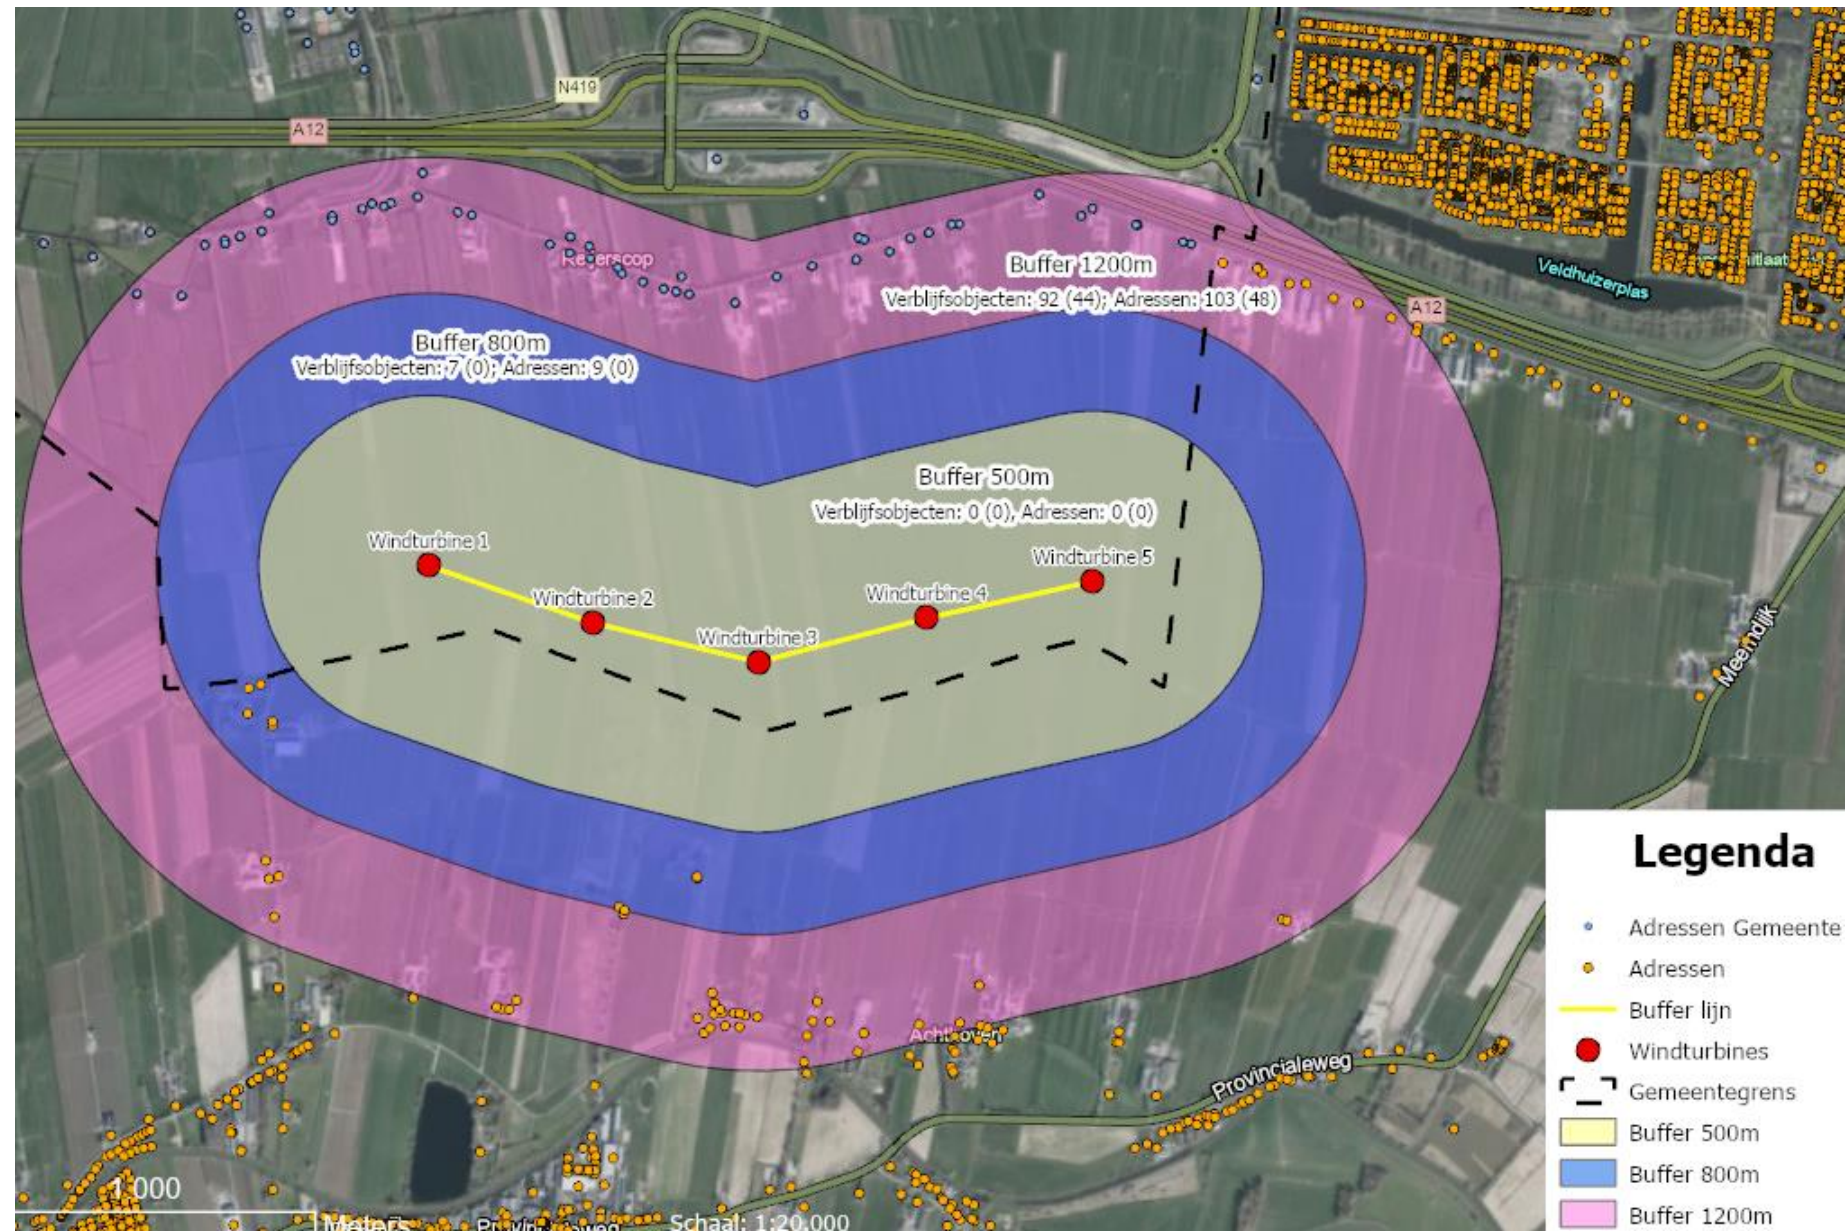 N419
A12
Reijerscop
Buffer 1200m
Verblijfsobjecten: 92 (44); Adressen: 103 (48)
Veldhuizerplas
A12
Buffer 800m
Verblijfsobjecten: 7 (0); Adressen: 9 (0)
Buffer 500m
Verblijfsobjecten: 0 (0), Adressen: 0 (0)
Windturbine 1
Windturbine 5
Windturbine 2
Windturbine 4
Windturbine 3
Meerndijk
Achthoven
Provincialeweg
1.000
Meters
Schaal: 1:20.000
Legenda
Adressen Gemeente
Adressen
Buffer lijn
Windturbines
Gemeentegrens
Buffer 500m
Buffer 800m
Buffer 1200m